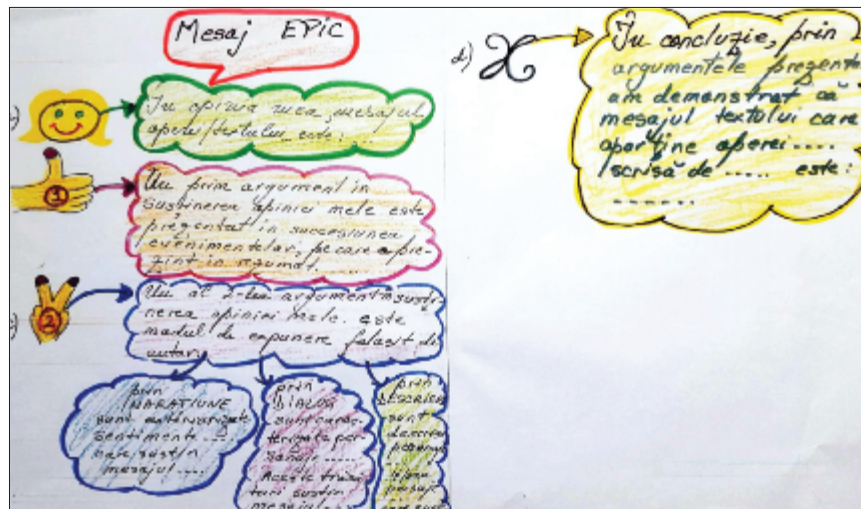 Mesaj EPIC
În opinia mea, mesajul
operei/textului este: ...
1
Un prim argument în
susținerea opiniei mele este
prezentat în succesiunea
evenimentelor, pe care o pre-
zint în rezumat. ....
2
Un al 2-lea argument în susți-
nerea opiniei mele este
modul de expunere folosit de
autor:
prin
NARAȚIUNE
sunt
sentimente ....
care susțin
mesajul ....
prin
DIALOG
sunt carac-
terizate per-
sonaje .....
Aceste trăsă-
turi susțin
mesajul
prin
DESCRIERE
sunt
d)
În concluzie, prin
argumentele prezentate
am demonstrat că
mesajul textului care
aparține operei ....
scrisă de ..... este:
.......